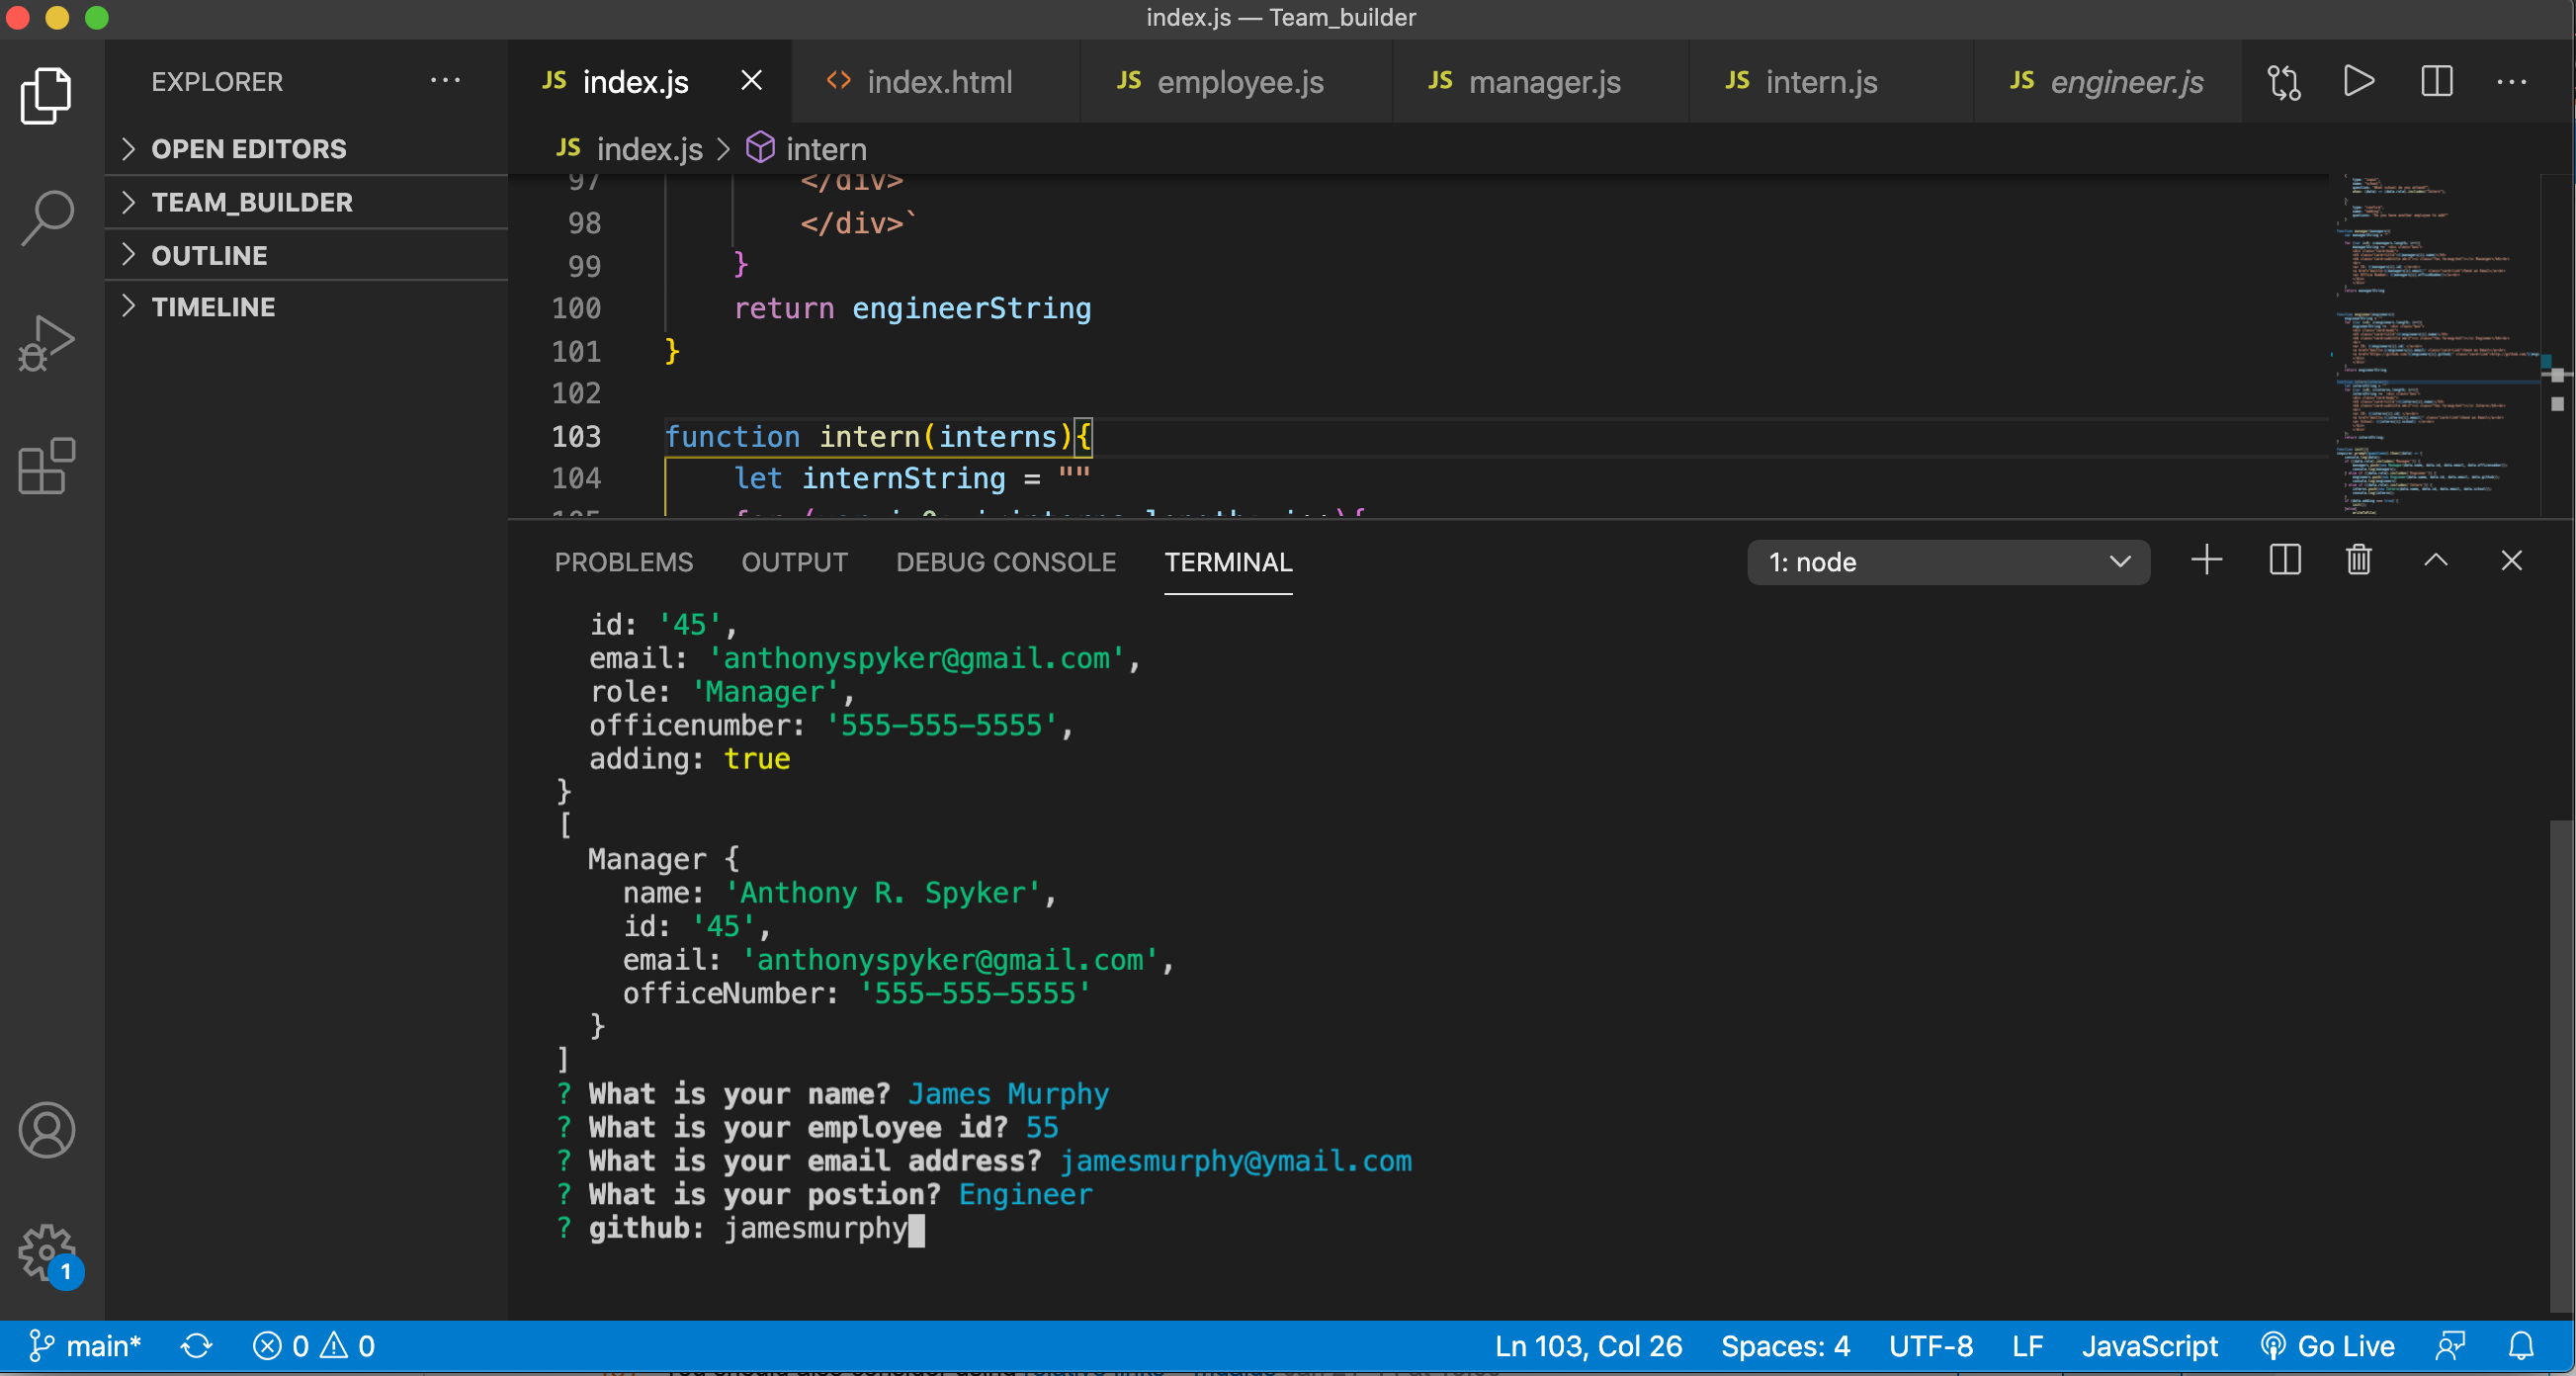 index.js — Team_builder
EXPLORER
OPEN EDITORS
TEAM_BUILDER
OUTLINE
TIMELINE
JS index.js
<> index.html
JS employee.js
JS manager.js
JS intern.js
JS engineer.js
JS index.js > intern
97 </div>
98 </div>`
99 }
100 return engineerString
101 }
102
103 function intern(interns){
104 let internString = ""
PROBLEMS OUTPUT DEBUG CONSOLE TERMINAL
1: node
id: '45',
email: 'anthonyspyker@gmail.com',
role: 'Manager',
officenumber: '555-555-5555',
adding: true
}
[
Manager {
name: 'Anthony R. Spyker',
id: '45',
email: 'anthonyspyker@gmail.com',
officeNumber: '555-555-5555'
}
]
? What is your name? James Murphy
? What is your employee id? 55
? What is your email address? jamesmurphy@ymail.com
? What is your postion? Engineer
? github: jamesmurphy
1
main* 0 0 Ln 103, Col 26 Spaces: 4 UTF-8 LF JavaScript Go Live